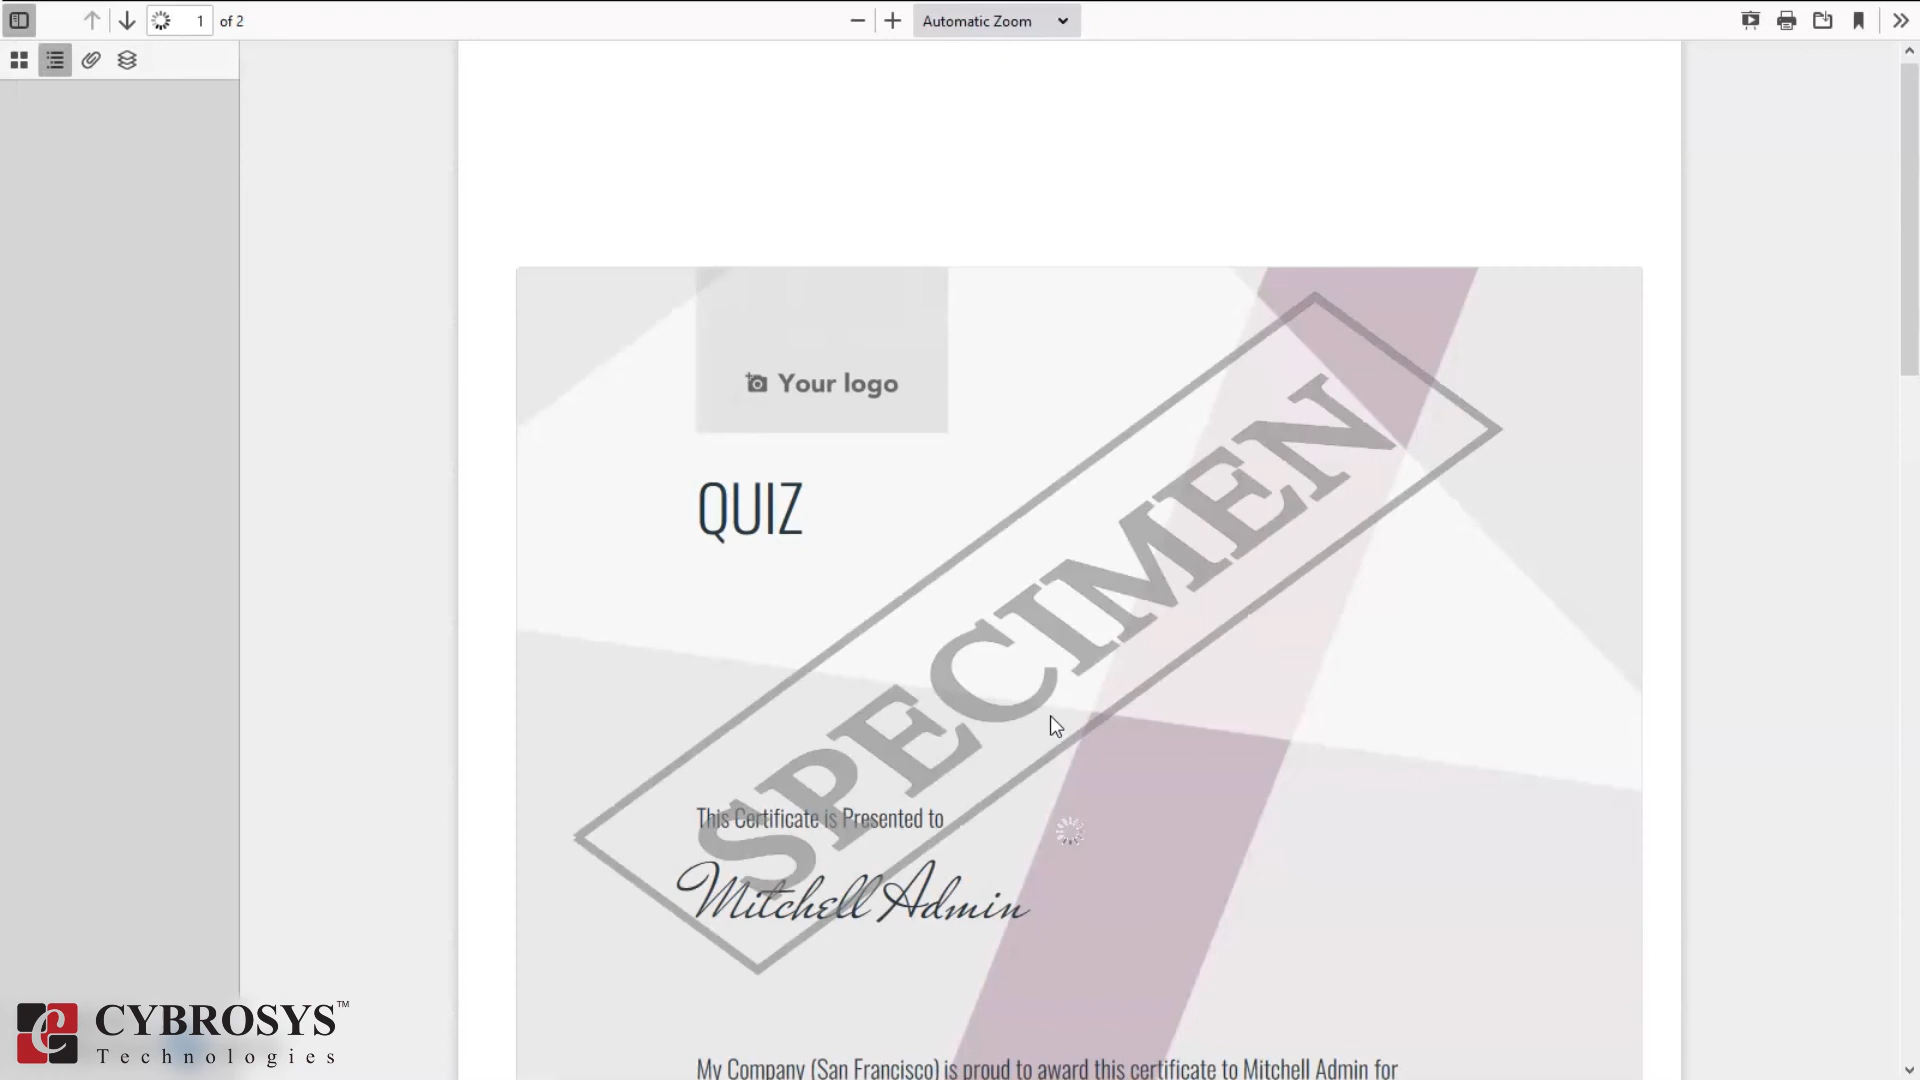 1 of 2
Automatic Zoom
Your logo
QUIZ
SPECIMEN
This Certificate is Presented to
Mitchell Admin
My Company (San Francisco) is proud to award this certificate to Mitchell Admin for
CYBROSYS™
Technologies